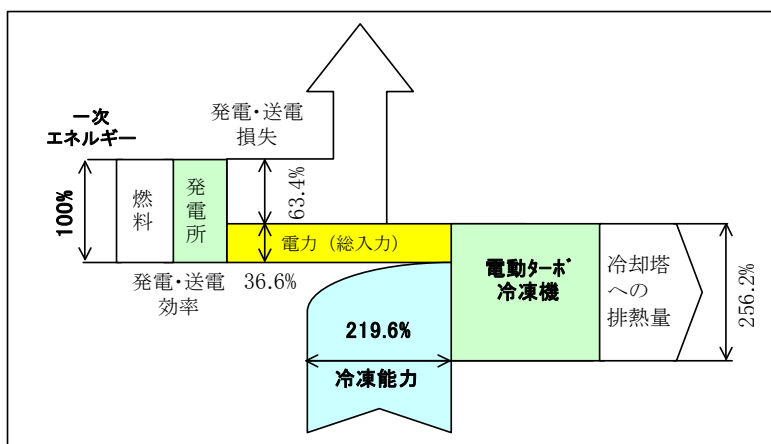 一次
エネルギー
発電・送電
損失
100%
燃料
発電所
63.4%
電力（総入力）
発電・送電
効率
36.6%
219.6%
冷凍能力
電動ﾀｰﾎﾞ
冷凍機
冷却塔
への
排熱量
256.2%